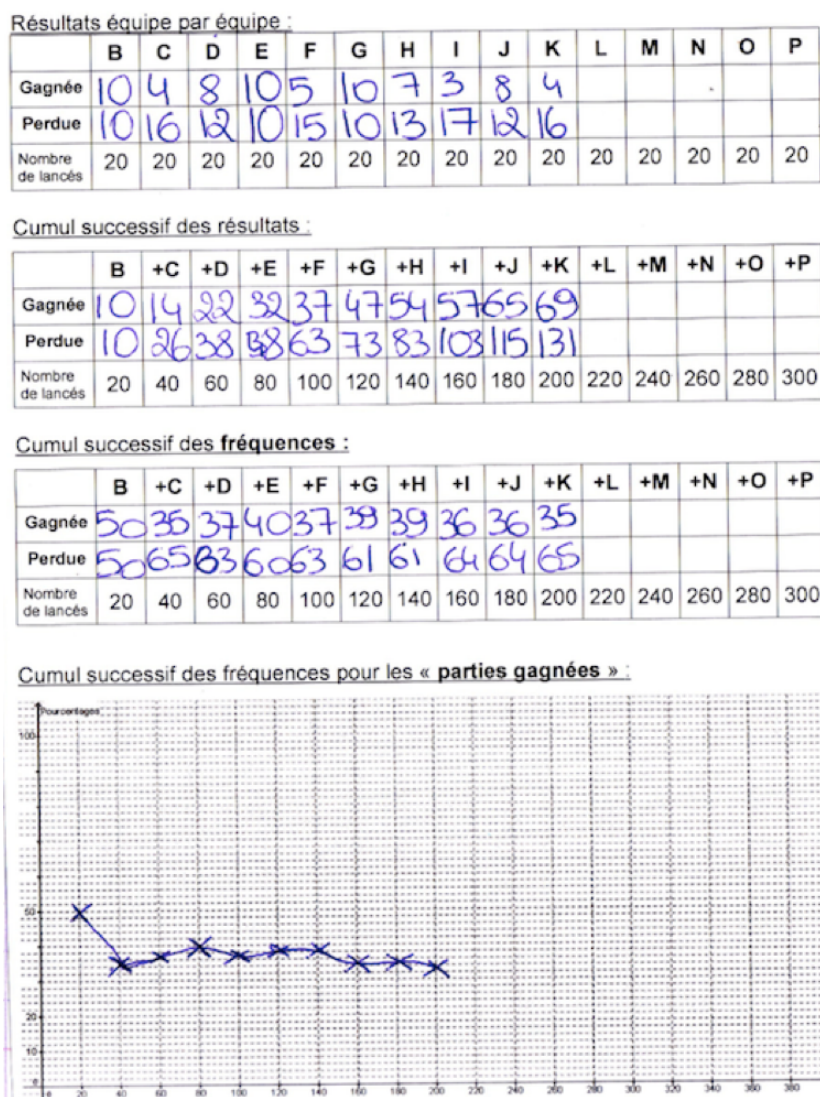 Résultats équipe par équipe :
B C D E F G H I J K L M N O P
Gagnée 10 4 8 10 5 10 7 3 8 4
Perdue 10 16 12 10 15 10 13 17 12 16
Nombre de lancés 20 20 20 20 20 20 20 20 20 20 20 20 20 20 20
Cumul successif des résultats :
B +C +D +E +F +G +H +I +J +K +L +M +N +O +P
Gagnée 10 14 22 32 37 47 54 57 65 69
Perdue 10 26 38 63 73 83 103 115 131
Nombre de lancés 20 40 60 80 100 120 140 160 180 200 220 240 260 280 300
Cumul successif des fréquences :
B +C +D +E +F +G +H +I +J +K +L +M +N +O +P
Gagnée 50 35 37 40 37 39 39 36 36 35
Perdue 50 65 63 60 63 61 61 64 64 65
Nombre de lancés 20 40 60 80 100 120 140 160 180 200 220 240 260 280 300
Cumul successif des fréquences pour les « parties gagnées » :
Pourcentages
100
50
20
10
0
0 20 40 60 80 100 120 140 160 180 200 220 240 260 280 300 320 340 360 380